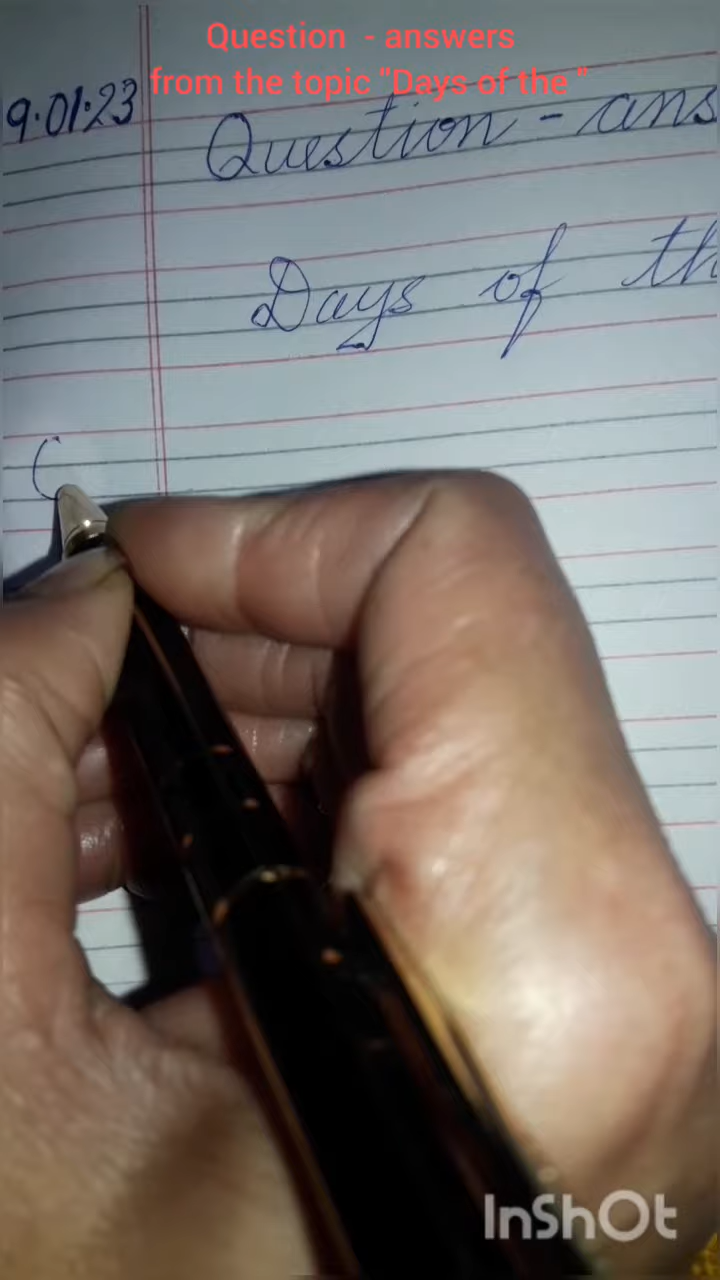 Question - answers
from the topic "Days of the "
9.01.23
Question - ans
Days of th
InShOt